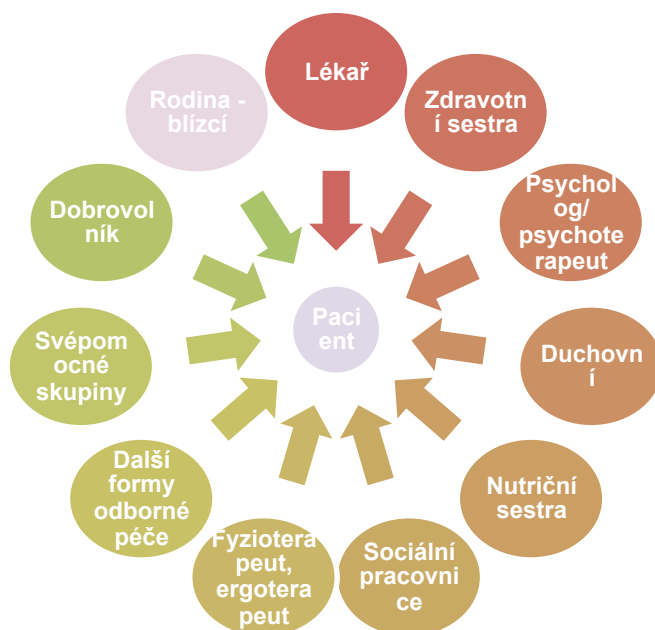 Lékař
Zdravotn
í sestra
Psycholog
og/
psychote
rapeut
Duchovn
í
Nutriční
sestra
Sociální
pracovni
ce
Fyziotera
peut,
ergotera
peut
Další
formy
odborné
péče
Svépom
ocné
skupiny
Dobrovol
ník
Rodina -
blízcí
Paci
ent